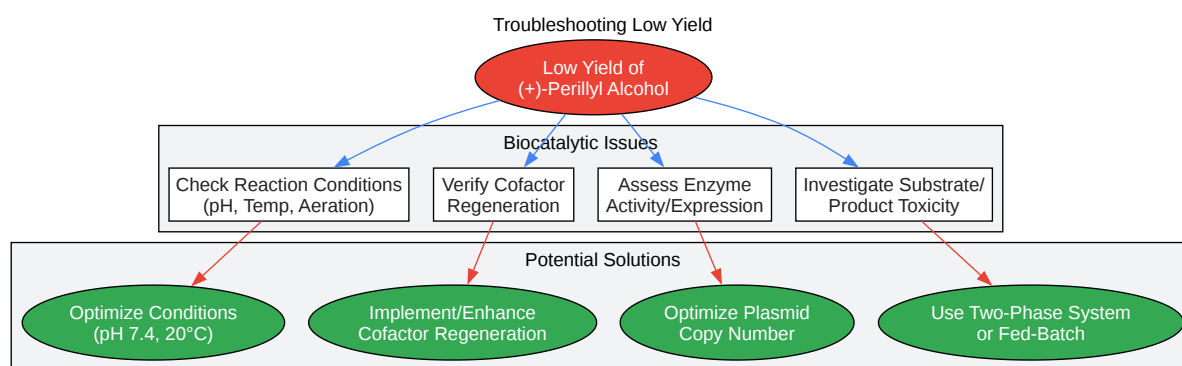 Troubleshooting Low Yield
Low Yield of
(+)-Perillyl Alcohol
Biocatalytic Issues
Check Reaction Conditions
(pH, Temp, Aeration)
Verify Cofactor
Regeneration
Assess Enzyme
Activity/Expression
Investigate Substrate/
Product Toxicity
Potential Solutions
Optimize Conditions
(pH 7.4, 20°C)
Implement/Enhance
Cofactor Regeneration
Optimize Plasmid
Copy Number
Use Two-Phase System
or Fed-Batch